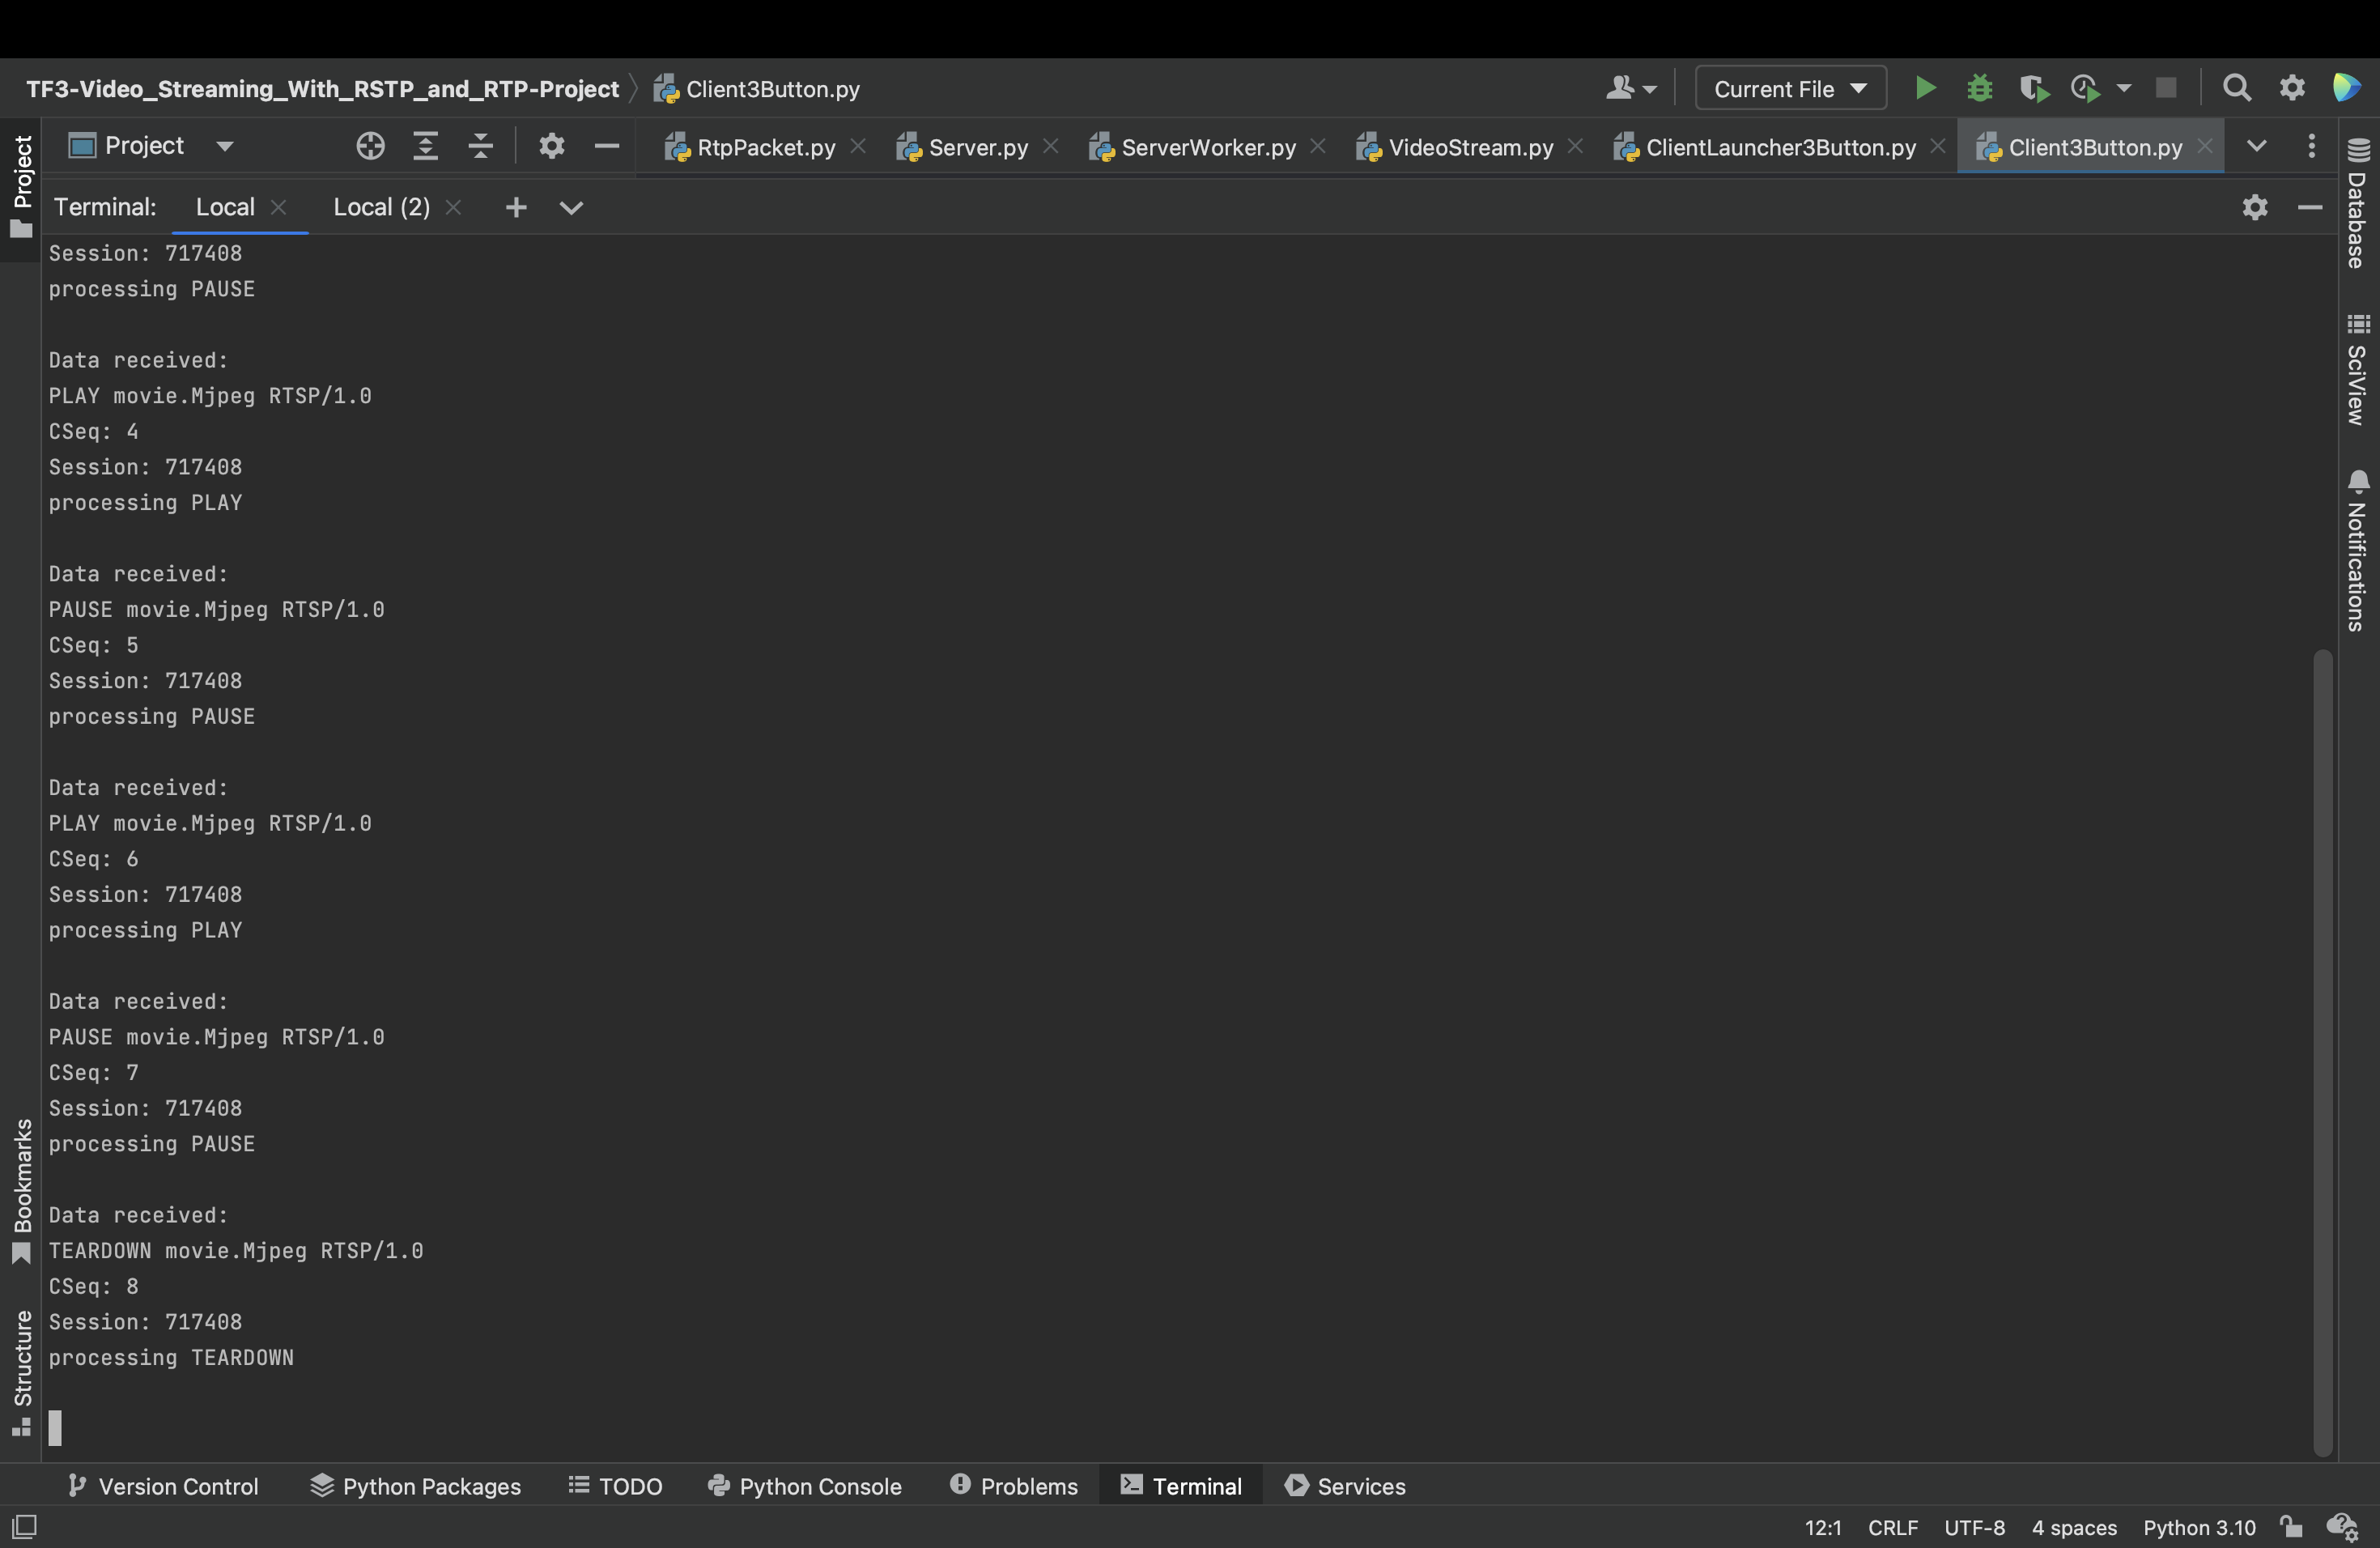 TF3-Video_Streaming_With_RSTP_and_RTP-Project Client3Button.py Current File
Project RtpPacket.py Server.py ServerWorker.py VideoStream.py ClientLauncher3Button.py Client3Button.py
Terminal: Local Local (2)
Session: 717408
processing PAUSE
Data received:
PLAY movie.Mjpeg RTSP/1.0
CSeq: 4
Session: 717408
processing PLAY
Data received:
PAUSE movie.Mjpeg RTSP/1.0
CSeq: 5
Session: 717408
processing PAUSE
Data received:
PLAY movie.Mjpeg RTSP/1.0
CSeq: 6
Session: 717408
processing PLAY
Data received:
PAUSE movie.Mjpeg RTSP/1.0
CSeq: 7
Session: 717408
processing PAUSE
Data received:
TEARDOWN movie.Mjpeg RTSP/1.0
CSeq: 8
Session: 717408
processing TEARDOWN
Project
Bookmarks
Structure
Database
SciView
Notifications
Version Control Python Packages TODO Python Console Problems Terminal Services
12:1 CRLF UTF-8 4 spaces Python 3.10